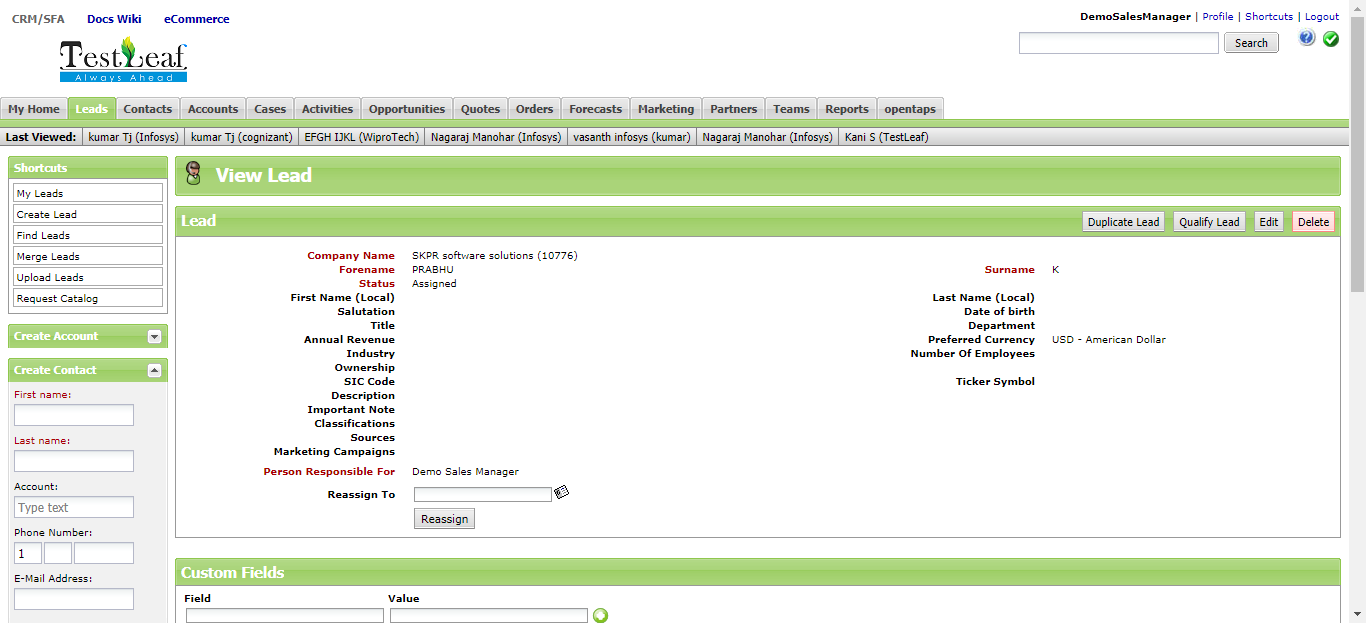 CRM/SFA Docs Wiki eCommerce
DemoSalesManager | Profile | Shortcuts | Logout
Search
TestLeaf
Always Ahead
My Home Leads Contacts Accounts Cases Activities Opportunities Quotes Orders Forecasts Marketing Partners Teams Reports opentaps
Last Viewed: kumar Tj (Infosys) kumar Tj (cognizant) EFGH IJKL (WiproTech) Nagaraj Manohar (Infosys) vasanth infosys (kumar) Nagaraj Manohar (Infosys) Kani S (TestLeaf)
Shortcuts
My Leads
Create Lead
Find Leads
Merge Leads
Upload Leads
Request Catalog
Create Account
Create Contact
First name:
Last name:
Account:
Type text
Phone Number:
1
E-Mail Address:
View Lead
Lead Duplicate Lead Qualify Lead Edit Delete
Company Name SKPR software solutions (10776)
Forename PRABHU Surname K
Status Assigned
First Name (Local) Last Name (Local)
Salutation Date of birth
Title Department
Annual Revenue Preferred Currency USD - American Dollar
Industry Number Of Employees
Ownership
SIC Code Ticker Symbol
Description
Important Note
Classifications
Sources
Marketing Campaigns
Person Responsible For Demo Sales Manager
Reassign To
Reassign
Custom Fields
Field Value